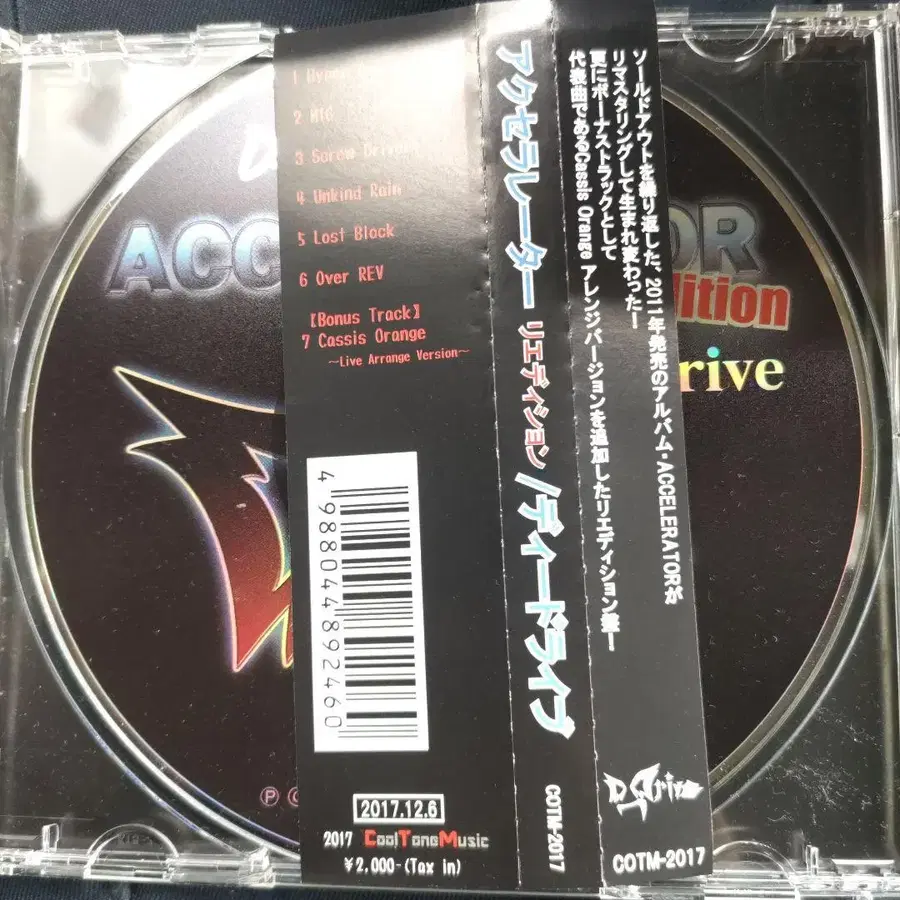 1
2 MIG
3 Screw Driver
4 Unkind Rain
5 Lost Block
6 Over REV
【Bonus Track】
7 Cassis Orange
～Live Arrange Version～
4988044892460
2017.12.6
2017 CoolToneMusic
¥2,000-(Tax in)
アクセラレーター リエディション/ディードライブ
COTM-2017
ソールドアウトを繰り返した、2011年発売のアルバム・ACCELERATORが
リマスタリングして生まれ変わったー
更にボーナストラックとして
代表曲であるCassis Orange アレンジバージョンを追加したリエディション盤ー
D_Drive
COTM-2017
D
ACC
OR
dition
rive
Ⓟ